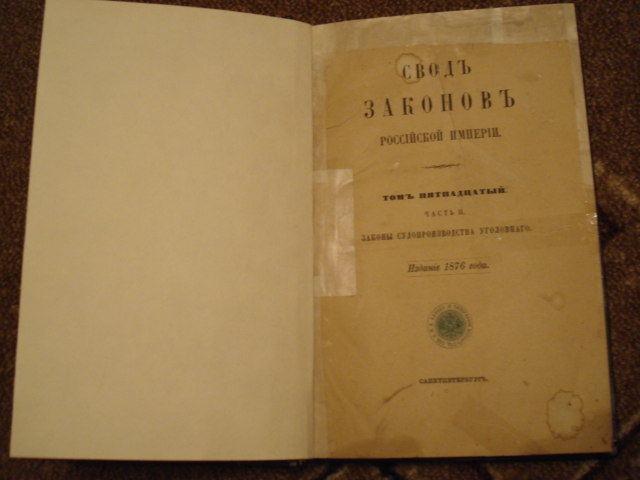 СВОДЪ
ЗАКОНОВЪ
РОССІЙСКОЙ ИМПЕРІИ.
ТОМЪ ПЯТНАДЦАТЫЙ.
ЧАСТЬ II.
ЗАКОНЫ СУДОПРОИЗВОДСТВА УГОЛОВНАГО.
Изданіе 1876 года.
САНКТПЕТЕРБУРГЪ.